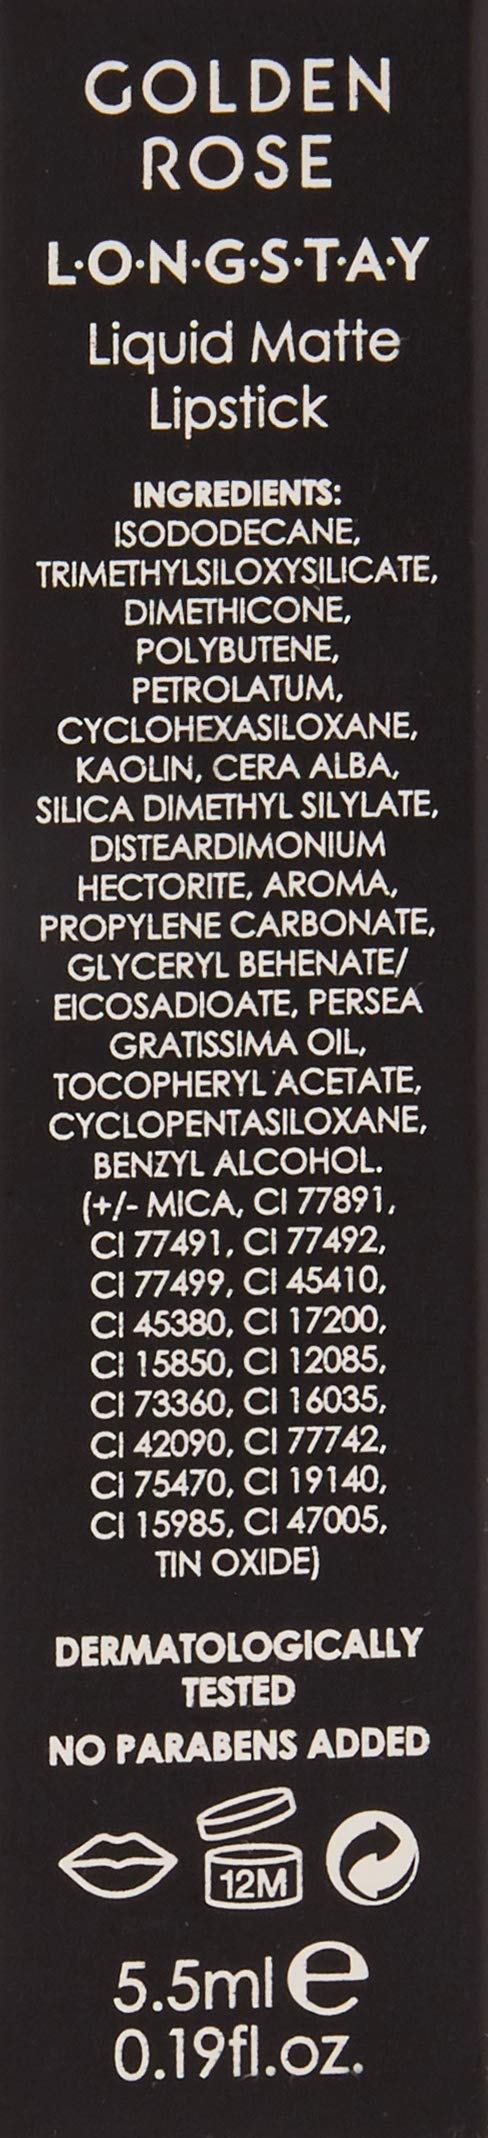 GOLDEN
ROSE
L·O·N·G·S·T·A·Y
Liquid Matte
Lipstick
INGREDIENTS:
ISODODECANE,
TRIMETHYLSILOXYSILICATE,
DIMETHICONE,
POLYBUTENE,
PETROLATUM,
CYCLOHEXASILOXANE,
KAOLIN, CERA ALBA,
SILICA DIMETHYL SILYLATE,
DISTEARDIMONIUM
HECTORITE, AROMA,
PROPYLENE CARBONATE,
GLYCERYL BEHENATE/
EICOSADIOATE, PERSEA
GRATISSIMA OIL,
TOCOPHERYL ACETATE,
CYCLOPENTASILOXANE,
BENZYL ALCOHOL.
(+/- MICA, CI 77891,
CI 77491, CI 77492,
CI 77499, CI 45410,
CI 45380, CI 17200,
CI 15850, CI 12085,
CI 73360, CI 16035,
CI 42090, CI 77742,
CI 75470, CI 19140,
CI 15985, CI 47005,
TIN OXIDE)
DERMATOLOGICALLY
TESTED
NO PARABENS ADDED
12M
5.5ml e
0.19fl.oz.